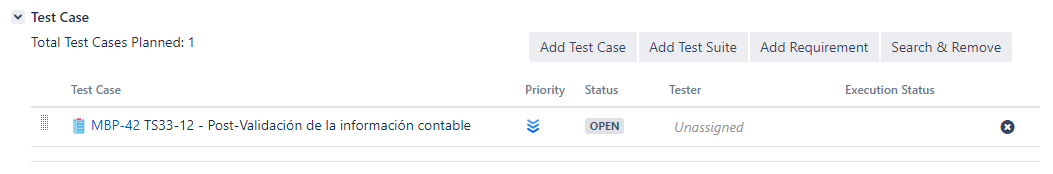 Test Case
Total Test Cases Planned: 1
Add Test Case Add Test Suite Add Requirement Search & Remove
Test Case Priority Status Tester Execution Status
MBP-42 TS33-12 - Post-Validación de la información contable OPEN Unassigned